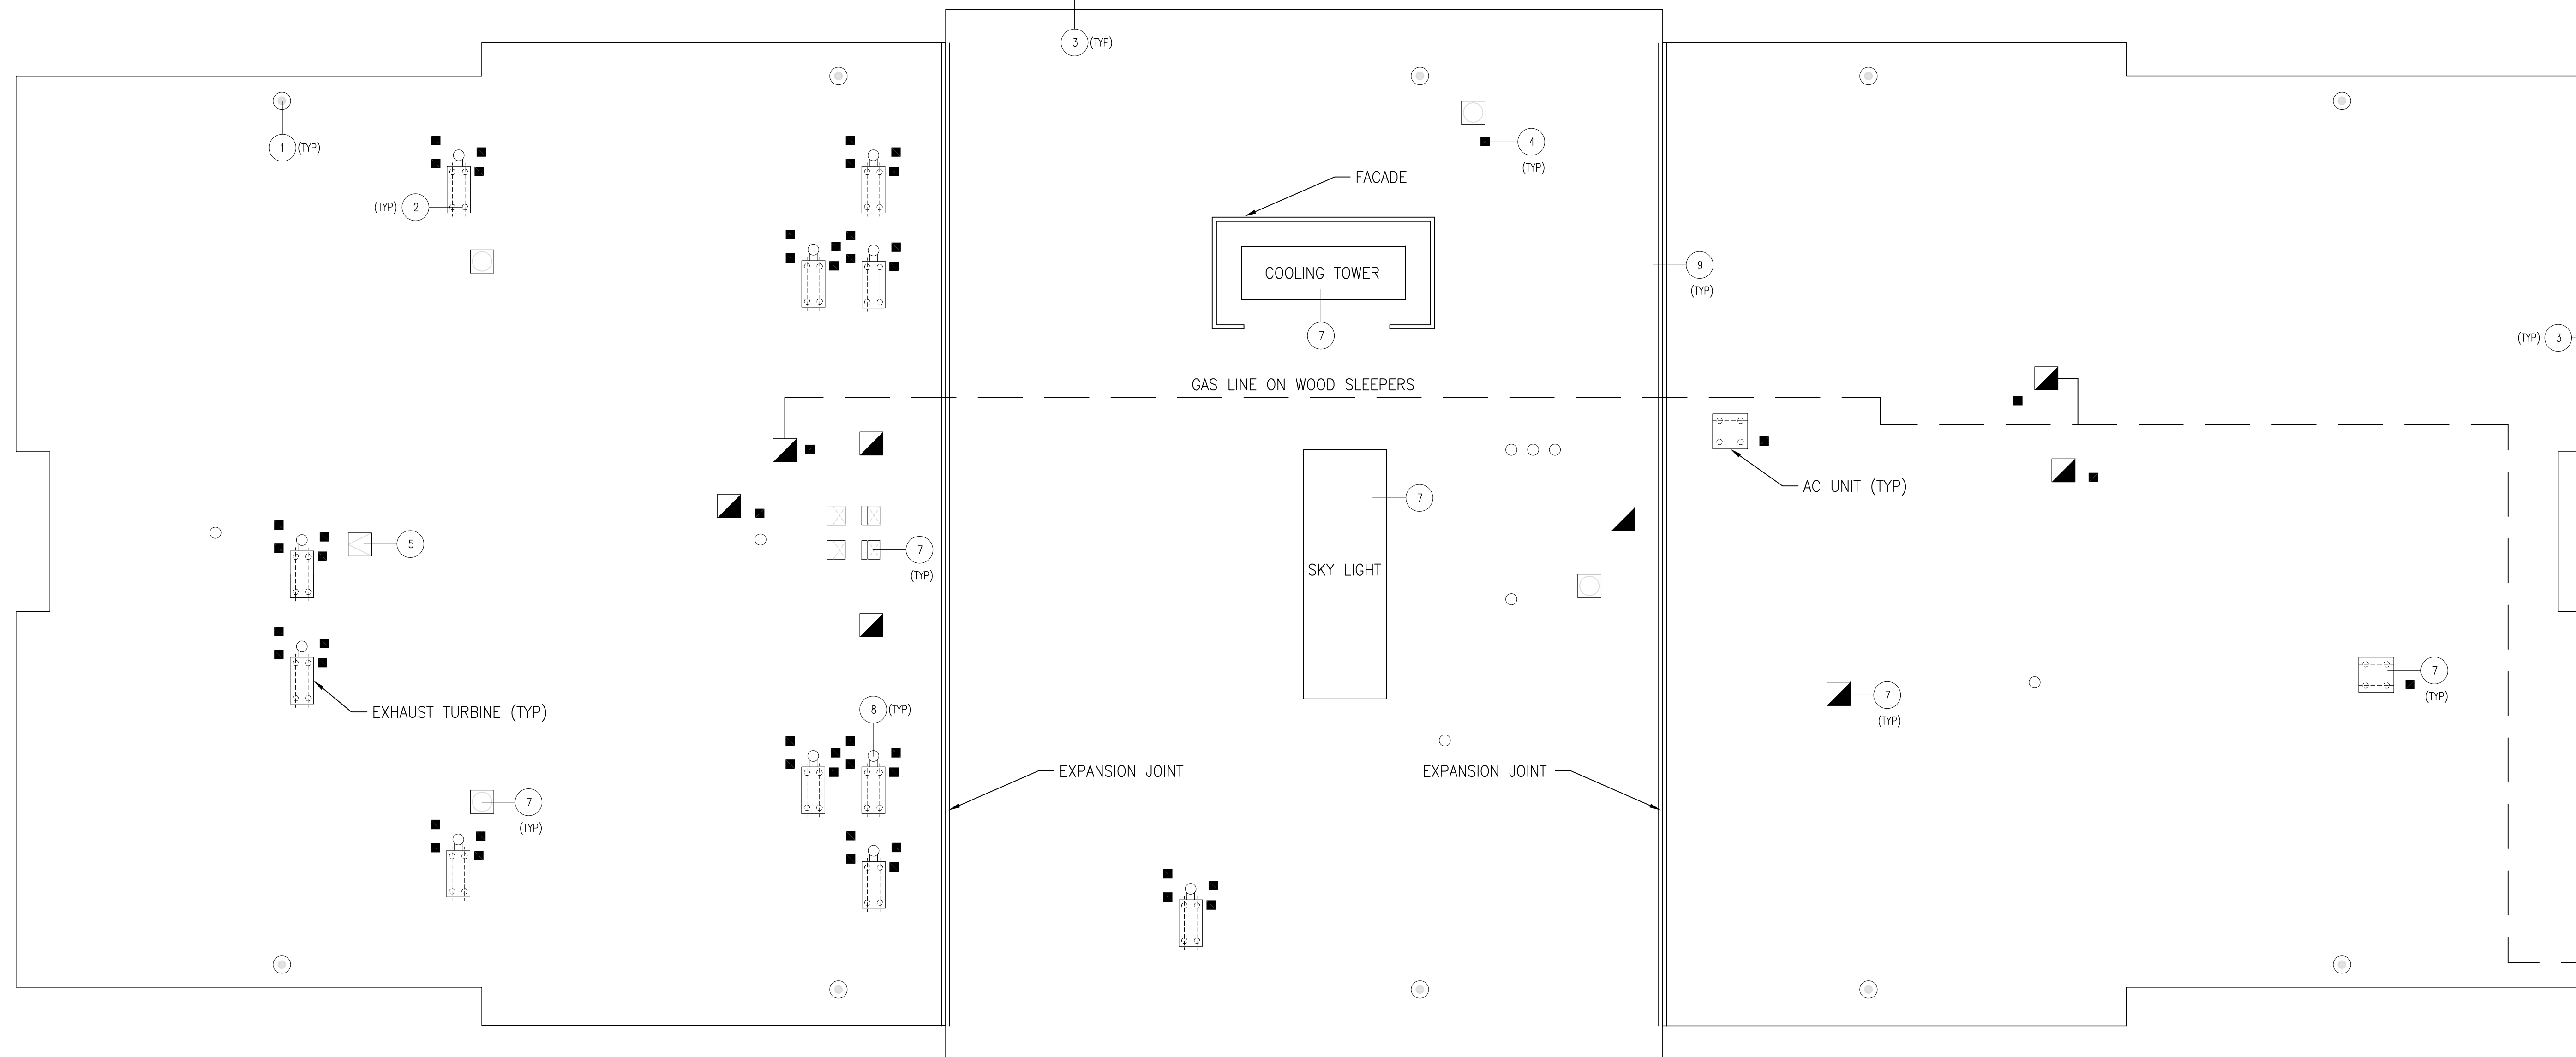 3 (TYP)
1 (TYP)
4
(TYP)
FACADE
(TYP) 2
COOLING TOWER
9
(TYP)
7
(TYP) 3
GAS LINE ON WOOD SLEEPERS
AC UNIT (TYP)
7
5
7
(TYP)
SKY LIGHT
7
(TYP)
7
(TYP)
EXHAUST TURBINE (TYP)
8 (TYP)
EXPANSION JOINT
EXPANSION JOINT
7
(TYP)